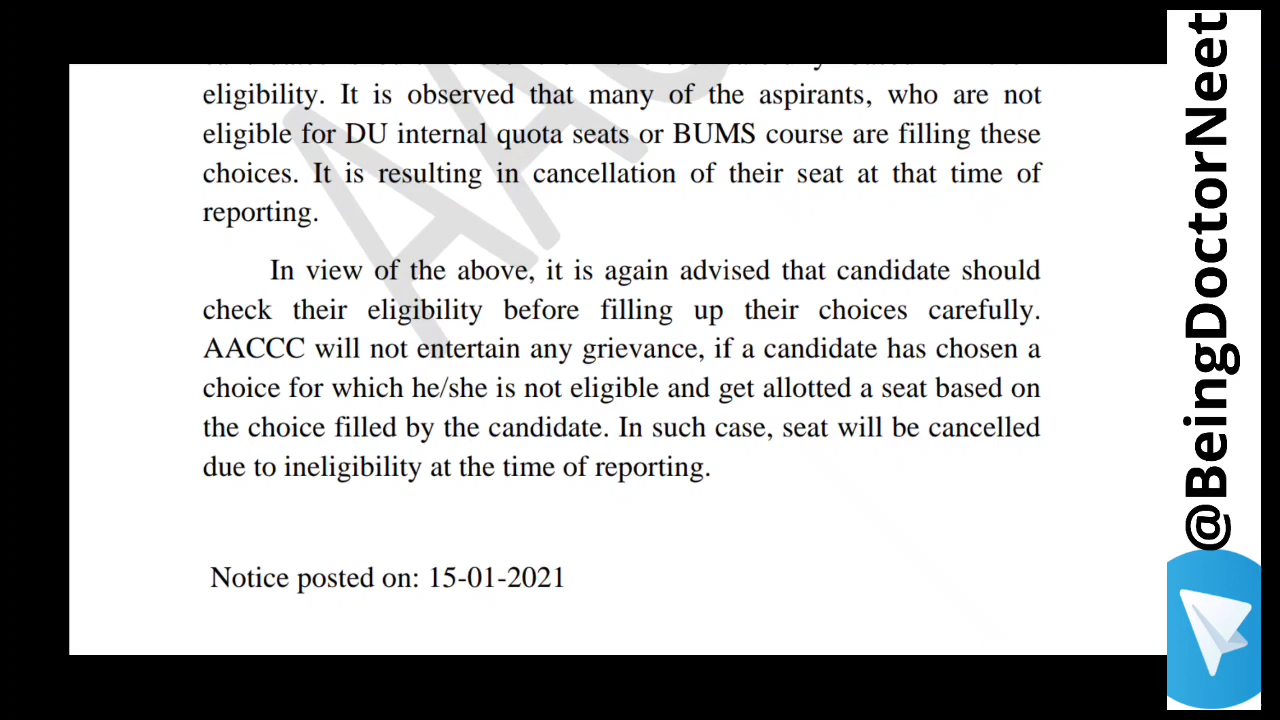 eligibility. It is observed that many of the aspirants, who are not
eligible for DU internal quota seats or BUMS course are filling these
choices. It is resulting in cancellation of their seat at that time of
reporting.
In view of the above, it is again advised that candidate should
check their eligibility before filling up their choices carefully.
AACCC will not entertain any grievance, if a candidate has chosen a
choice for which he/she is not eligible and get allotted a seat based on
the choice filled by the candidate. In such case, seat will be cancelled
due to ineligibility at the time of reporting.
Notice posted on: 15-01-2021
@BeingDoctorNeet